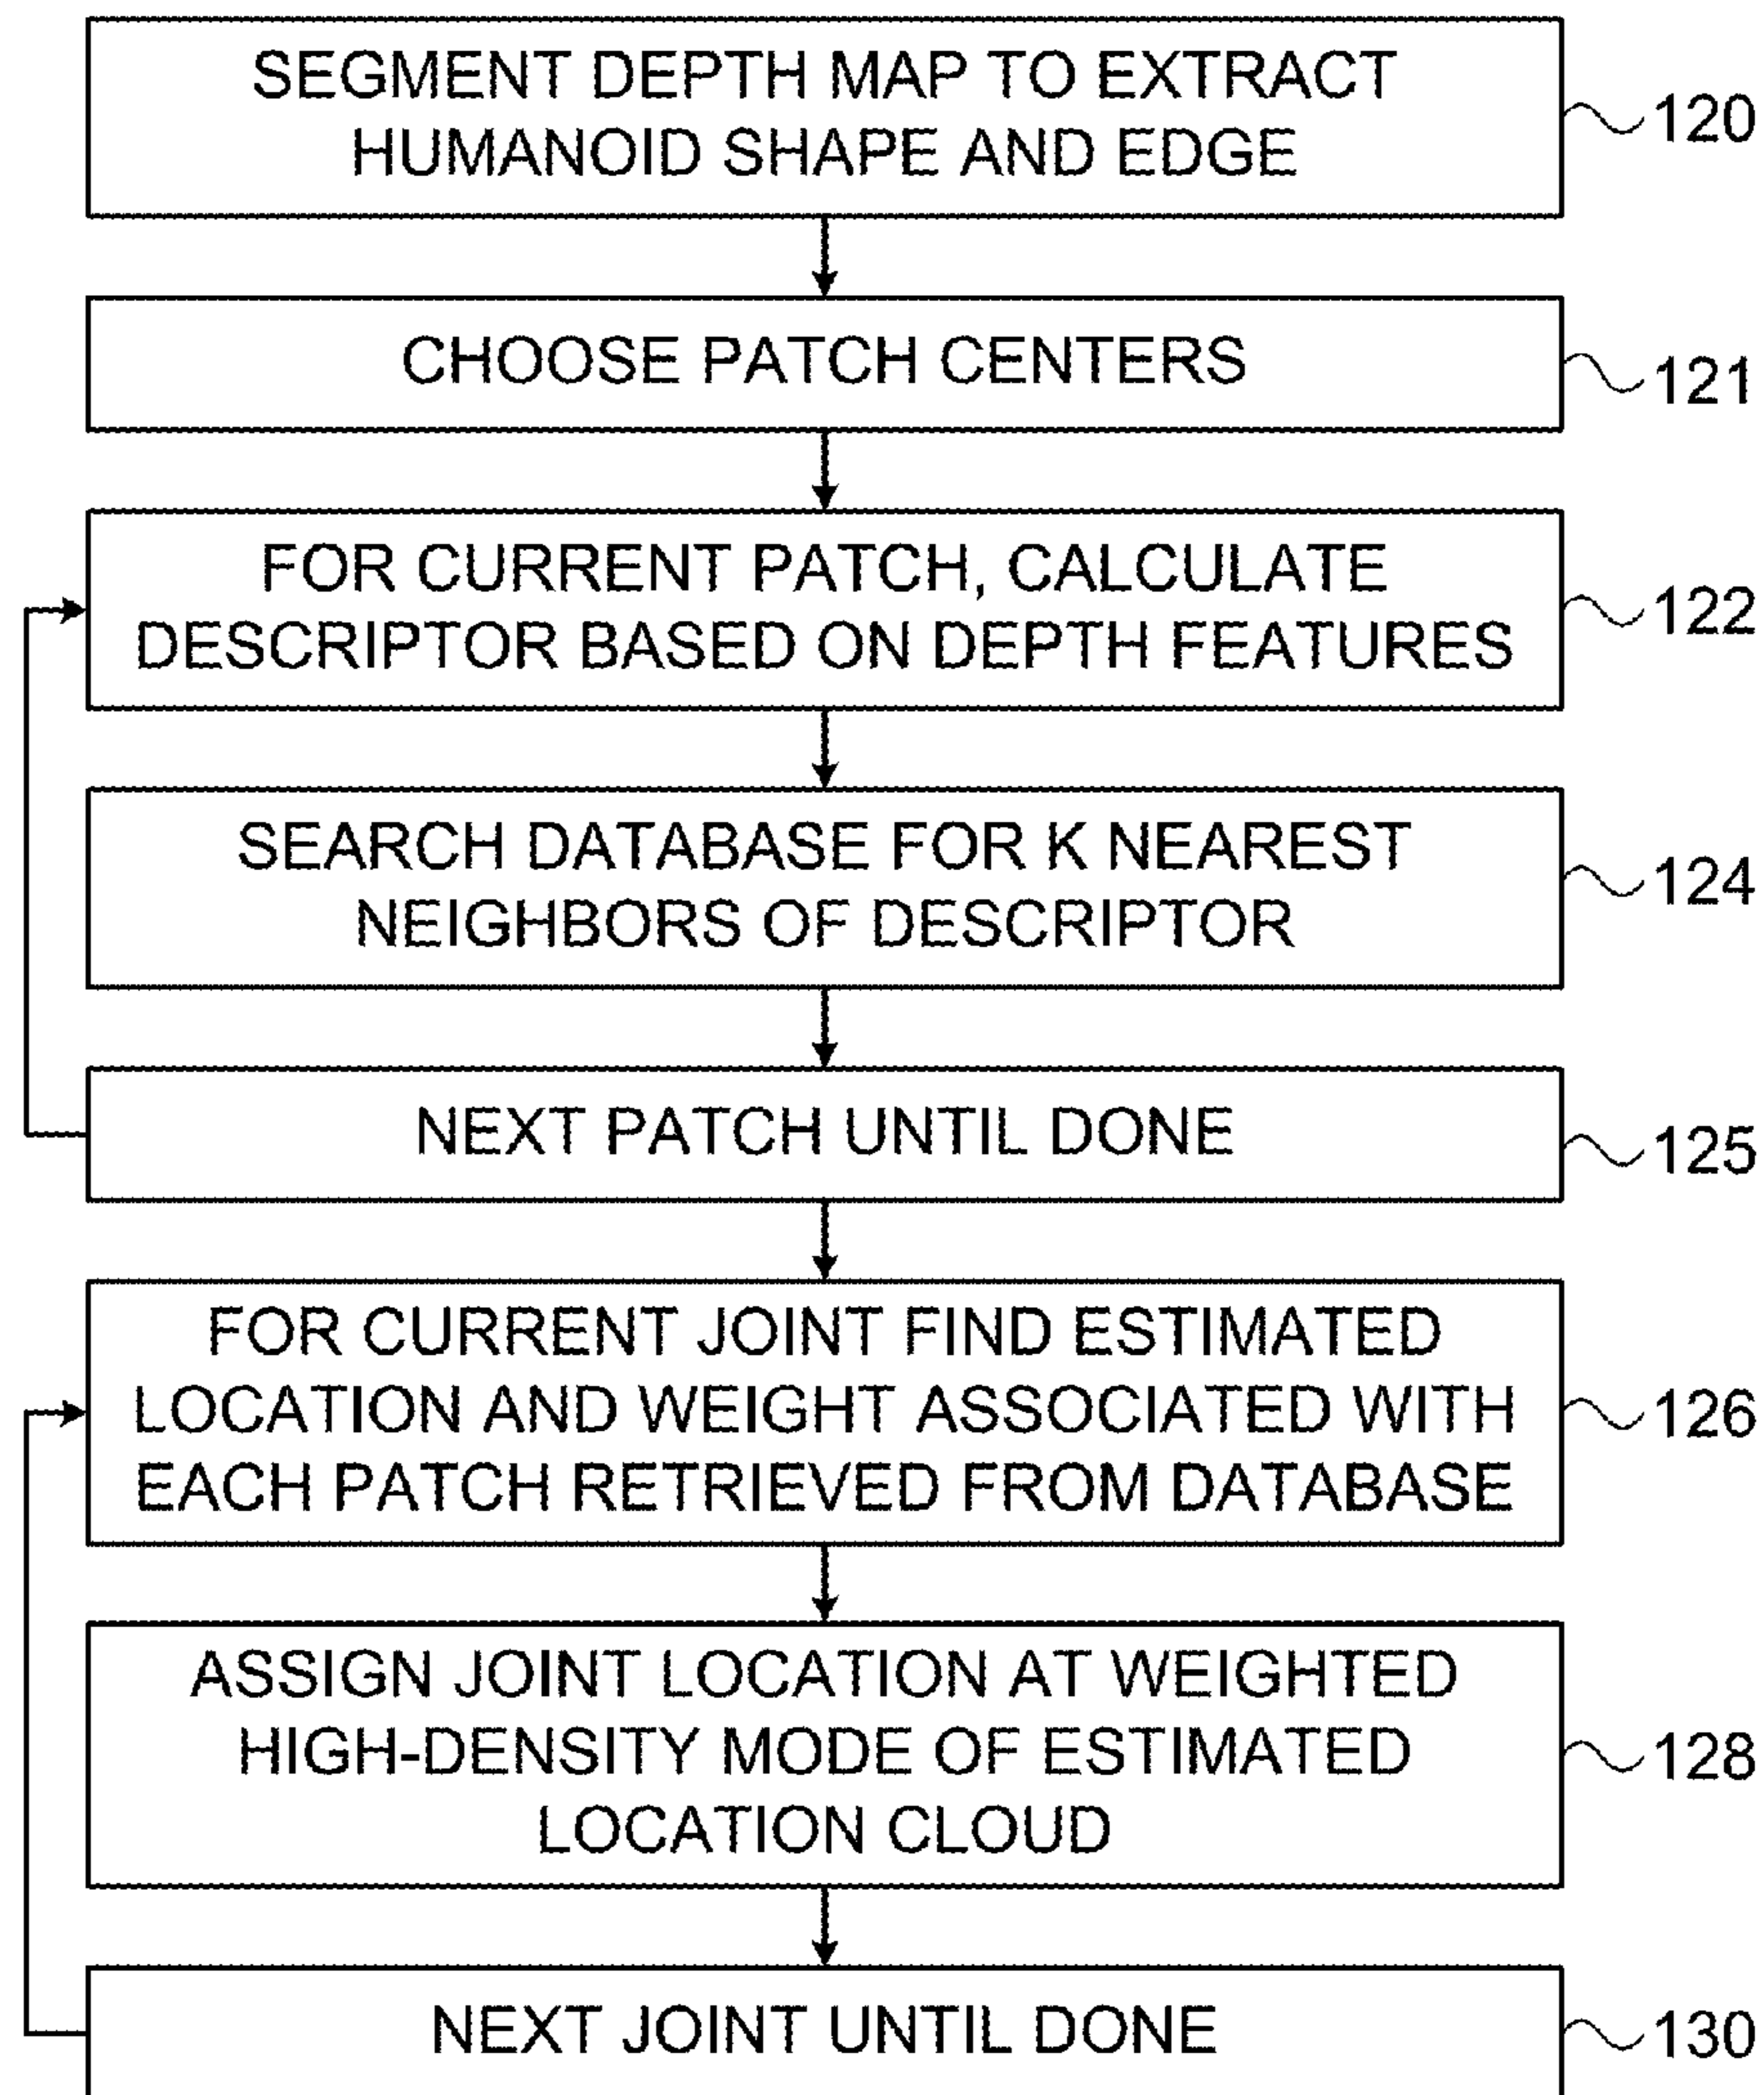 SEGMENT DEPTH MAP TO EXTRACT
HUMANOID SHAPE AND EDGE
120
CHOOSE PATCH CENTERS
121
FOR CURRENT PATCH, CALCULATE
DESCRIPTOR BASED ON DEPTH FEATURES
122
SEARCH DATABASE FOR K NEAREST
NEIGHBORS OF DESCRIPTOR
124
NEXT PATCH UNTIL DONE
125
FOR CURRENT JOINT FIND ESTIMATED
LOCATION AND WEIGHT ASSOCIATED WITH
EACH PATCH RETRIEVED FROM DATABASE
126
ASSIGN JOINT LOCATION AT WEIGHTED
HIGH-DENSITY MODE OF ESTIMATED
LOCATION CLOUD
128
NEXT JOINT UNTIL DONE
130